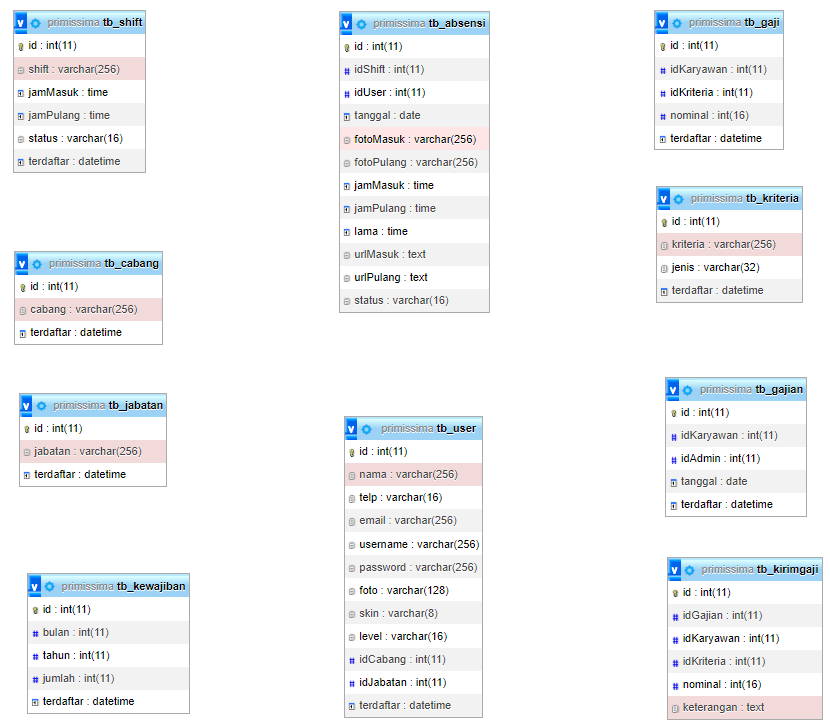 primissima tb_shift
id : int(11)
shift : varchar(256)
jamMasuk : time
jamPulang : time
status : varchar(16)
terdaftar : datetime
primissima tb_cabang
id : int(11)
cabang : varchar(256)
terdaftar : datetime
primissima tb_jabatan
id : int(11)
jabatan : varchar(256)
terdaftar : datetime
primissima tb_kewajiban
id : int(11)
bulan : int(11)
tahun : int(11)
jumlah : int(11)
terdaftar : datetime
primissima tb_absensi
id : int(11)
idShift : int(11)
idUser : int(11)
tanggal : date
fotoMasuk : varchar(256)
fotoPulang : varchar(256)
jamMasuk : time
jamPulang : time
lama : time
urlMasuk : text
urlPulang : text
status : varchar(16)
primissima tb_user
id : int(11)
nama : varchar(256)
telp : varchar(16)
email : varchar(256)
username : varchar(256)
password : varchar(256)
foto : varchar(128)
skin : varchar(8)
level : varchar(16)
idCabang : int(11)
idJabatan : int(11)
terdaftar : datetime
primissima tb_gaji
id : int(11)
idKaryawan : int(11)
idKriteria : int(11)
nominal : int(16)
terdaftar : datetime
primissima tb_kriteria
id : int(11)
kriteria : varchar(256)
jenis : varchar(32)
terdaftar : datetime
primissima tb_gajian
id : int(11)
idKaryawan : int(11)
idAdmin : int(11)
tanggal : date
terdaftar : datetime
primissima tb_kirimgaji
id : int(11)
idGajian : int(11)
idKaryawan : int(11)
idKriteria : int(11)
nominal : int(16)
keterangan : text